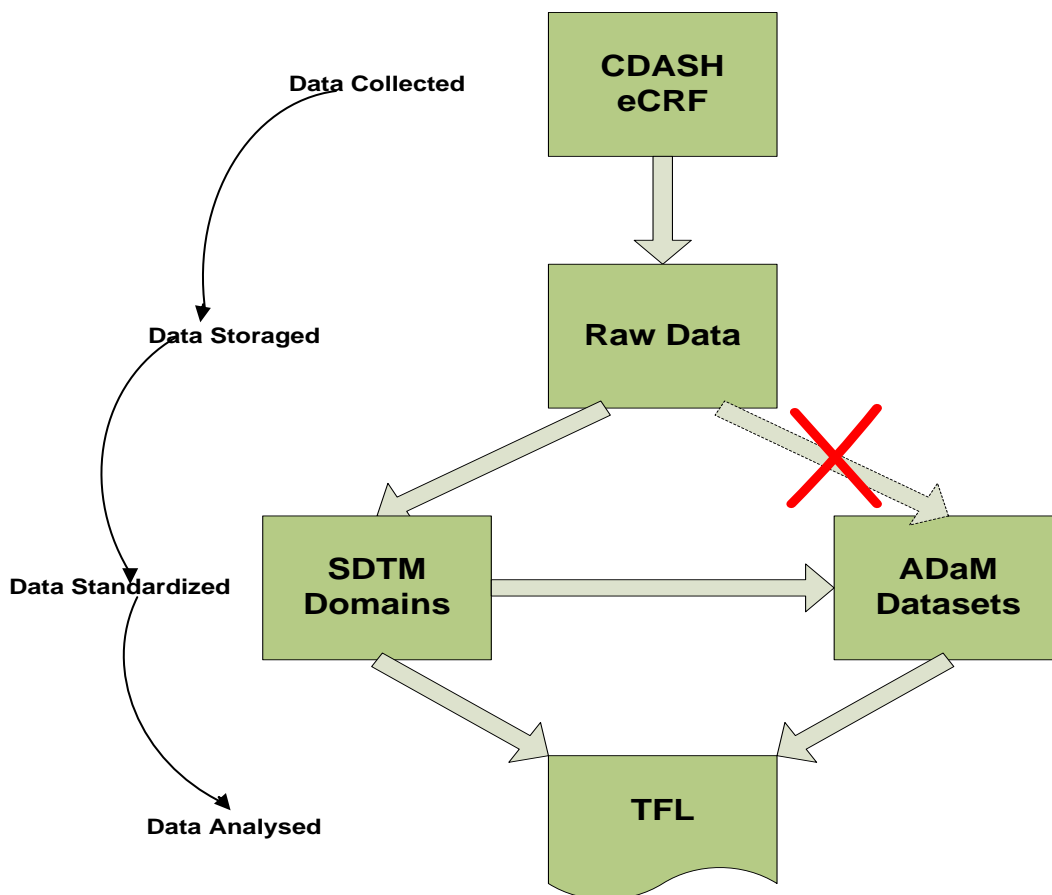 CDASH
eCRF
Data Collected
Raw Data
Data Storaged
SDTM
Domains
ADaM
Datasets
Data Standardized
TFL
Data Analysed